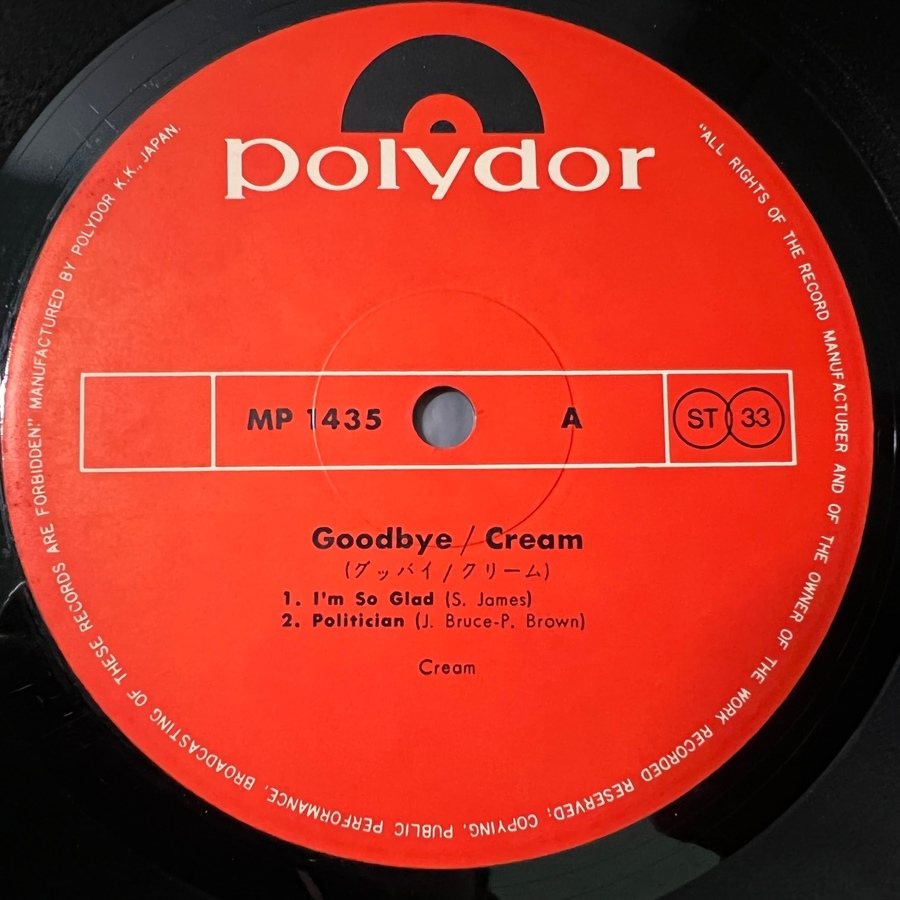 polydor
MP 1435
A
ST 33
Goodbye / Cream
(グッバイ/クリーム)
1. I'm So Glad (S. James)
2. Politician (J. Bruce-P. Brown)
Cream
"ALL RIGHTS OF THE RECORD MANUFACTURER AND OF THE OWNER OF THE WORK RECORDED RESERVED; COPYING, PUBLIC PERFORMANCE, BROADCASTING OF THESE RECORDS ARE FORBIDDEN" MANUFACTURED BY POLYDOR K.K., JAPAN.